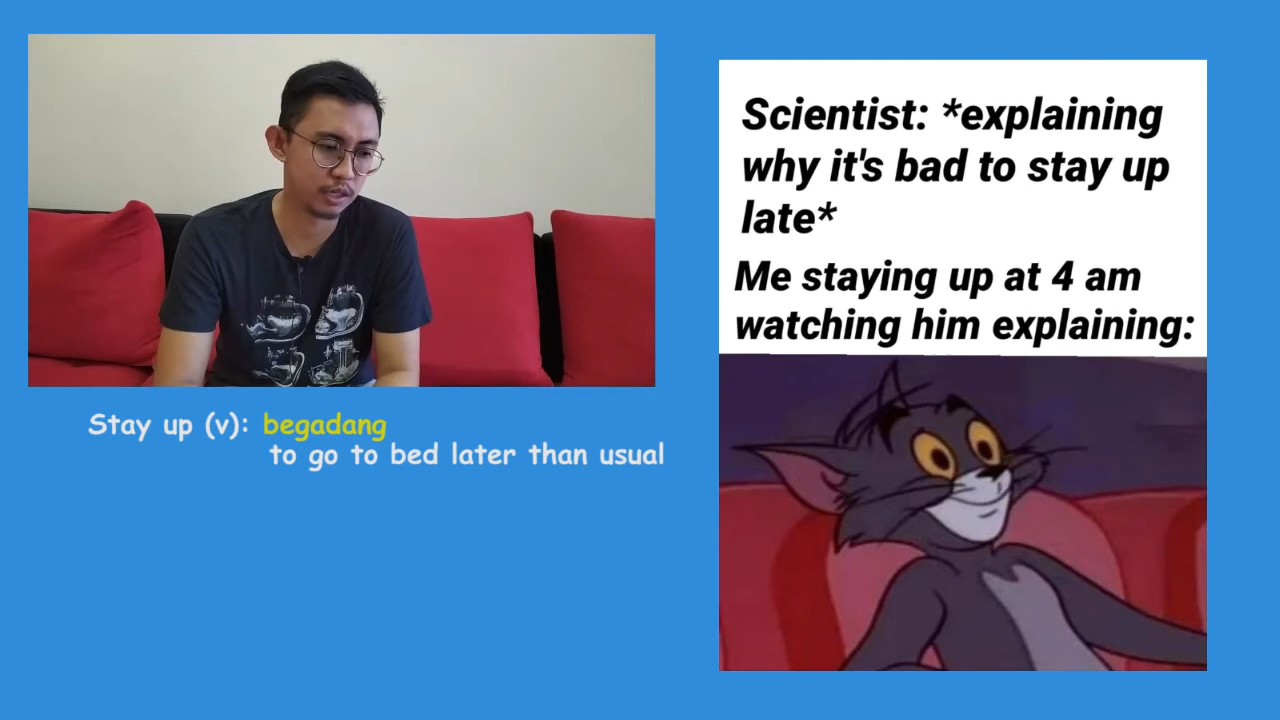 Scientist: *explaining
why it's bad to stay up
late*
Me staying up at 4 am
watching him explaining:
Stay up (v): begadang
to go to bed later than usual